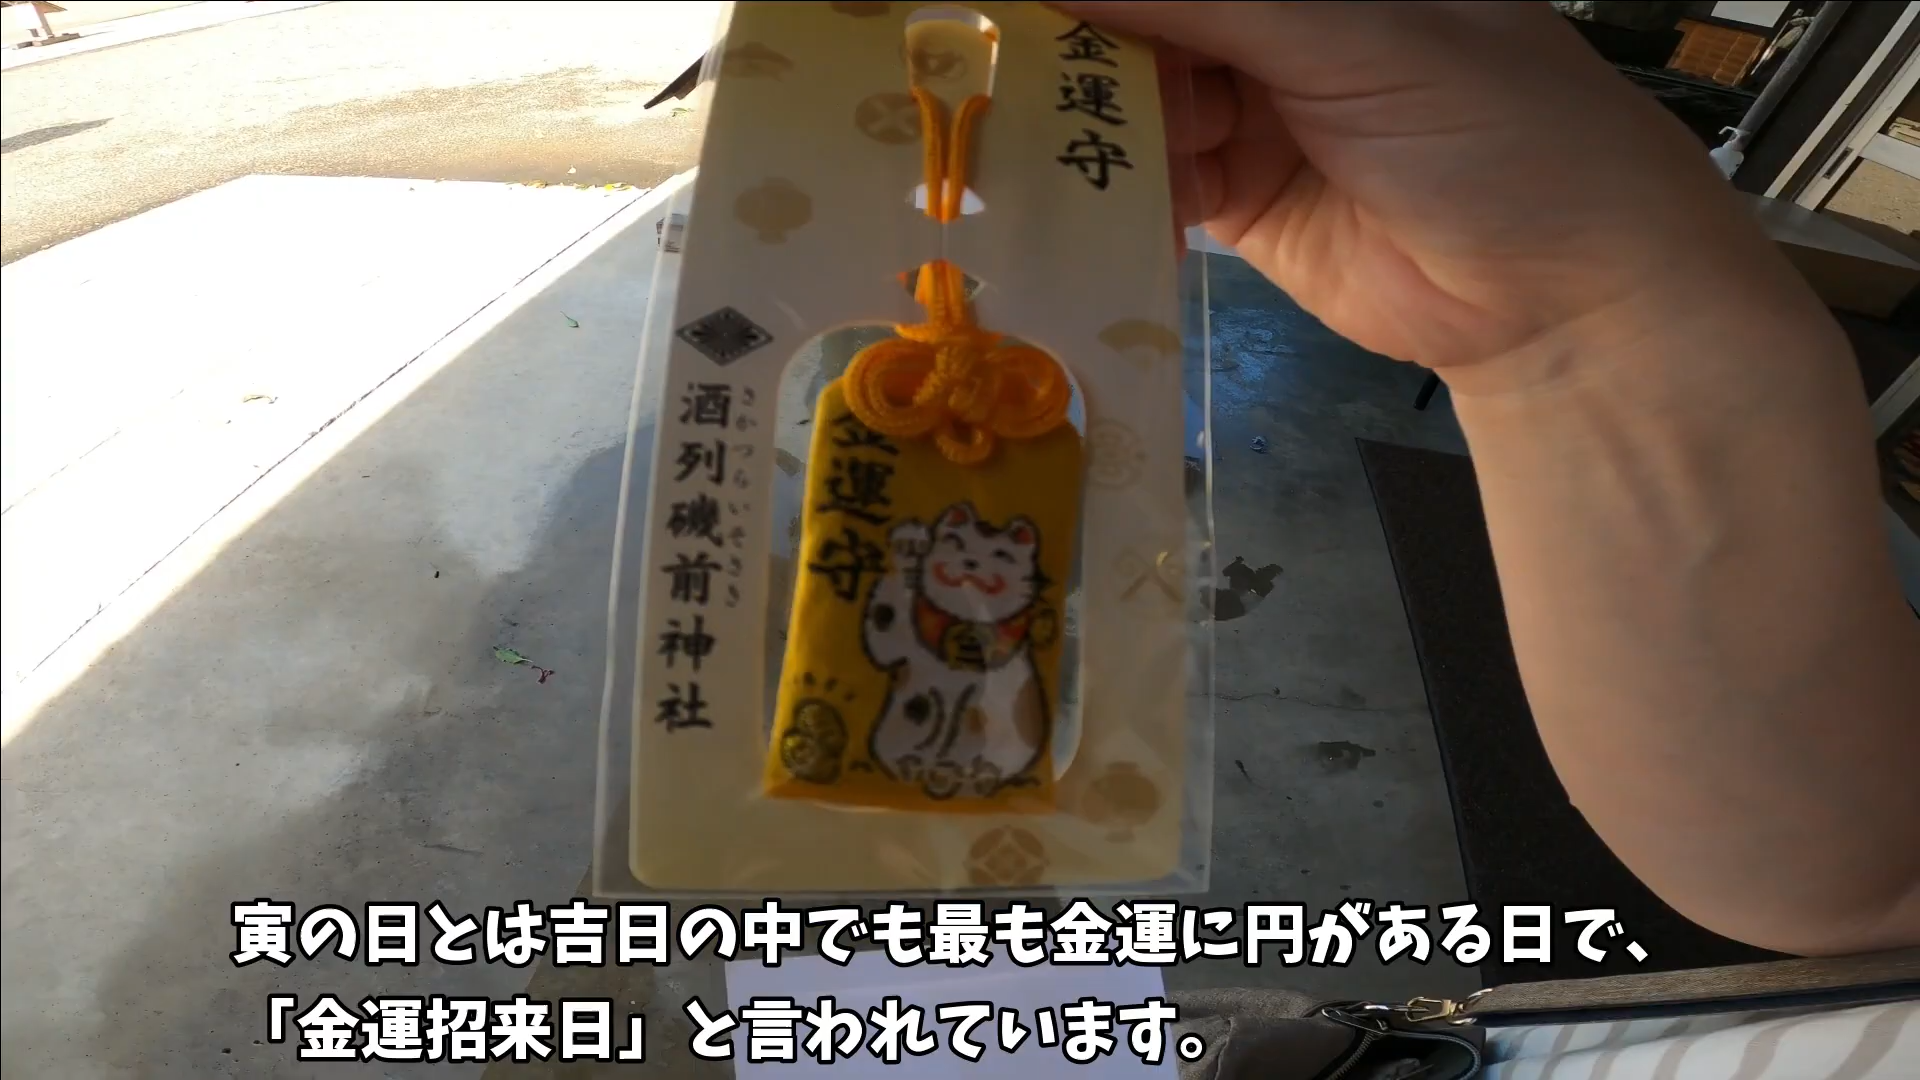 金運守
酒列磯前神社
さかつらいそさき
金運守
寅の日とは吉日の中でも最も金運に円がある日で、
「金運招来日」と言われています。